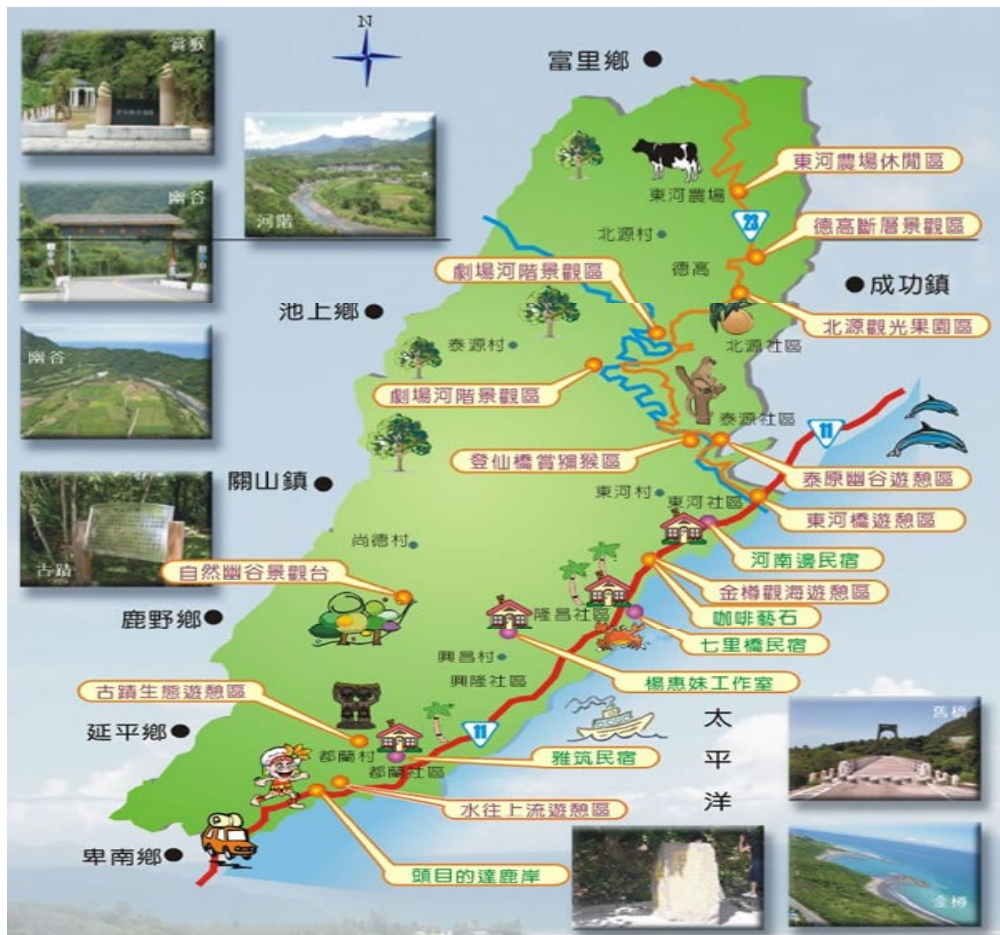 N
賞猴
富里鄉
河階
東河農場休閒區
東河農場
幽谷
23
德高斷層景觀區
北源村
德高
劇場河階景觀區
成功鎮
池上鄉
北源觀光果園區
泰源村
北源社區
幽谷
劇場河階景觀區
泰源社區
11
登仙橋賞獼猴區
泰原幽谷遊憩區
關山鎮
東河村
東河社區
東河橋遊憩區
尚德村
河南邊民宿
古蹟
自然幽谷景觀台
金樽觀海遊憩區
鹿野鄉
隆昌社區
咖啡藝石
七里橋民宿
興昌村
興隆社區
楊惠妹工作室
古蹟生態遊憩區
太平洋
舊橋
延平鄉
11
都蘭村
雅筑民宿
都蘭社區
水往上流遊憩區
卑南鄉
頭目的達鹿岸
金樽